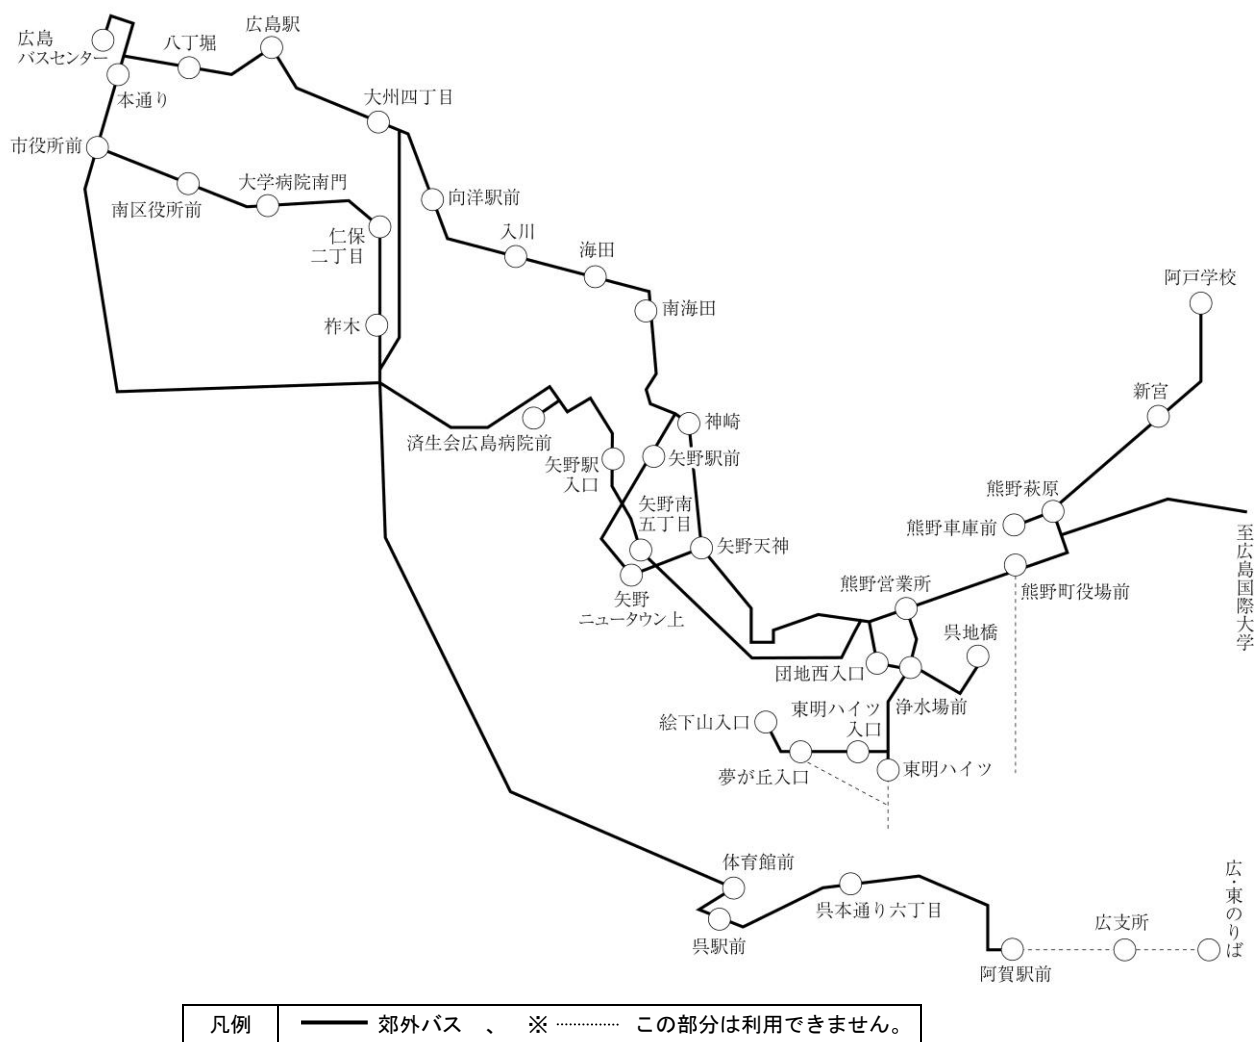 広島
バスセンター
八丁堀
広島駅
本通り
大州四丁目
市役所前
南区役所前
大学病院南門
仁保
二丁目
向洋駅前
入川
海田
南海田
阿戸学校
柞木
新宮
済生会広島病院前
神崎
矢野駅
入口
矢野駅前
矢野南
五丁目
熊野萩原
熊野車庫前
矢野天神
至広島国際大学
矢野
ニュータウン上
熊野営業所
熊野町役場前
呉地橋
団地西入口
浄水場前
東明ハイツ
入口
絵下山入口
夢が丘入口
東明ハイツ
体育館前
呉本通り六丁目
呉駅前
広支所
広・東のりば
阿賀駅前
凡例 郊外バス 、 ※ İこのHere部分は利用できません。